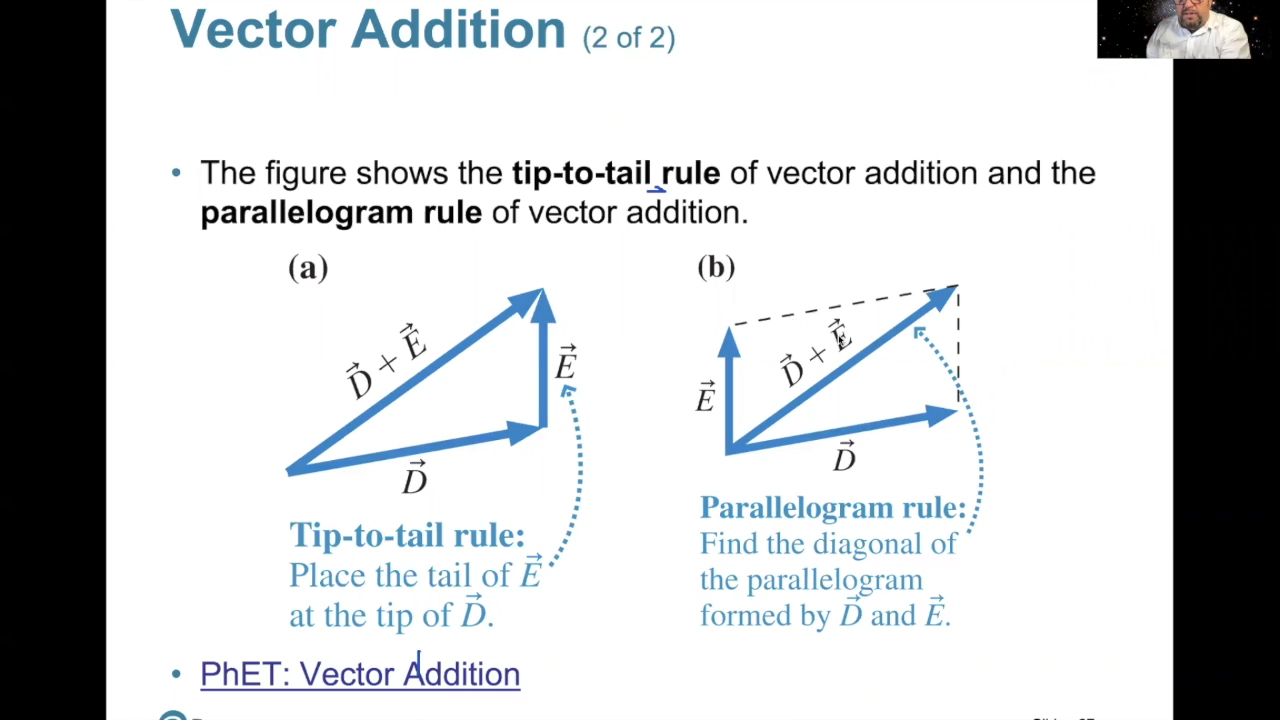 Vector Addition (2 of 2)
• The figure shows the tip-to-tail rule of vector addition and the
parallelogram rule of vector addition.
(a)
D⃗ + E⃗
E⃗
D⃗
Tip-to-tail rule:
Place the tail of E⃗
at the tip of D⃗.
(b)
D⃗ + E⃗
E⃗
D⃗
Parallelogram rule:
Find the diagonal of
the parallelogram
formed by D⃗ and E⃗.
• PhET: Vector Addition